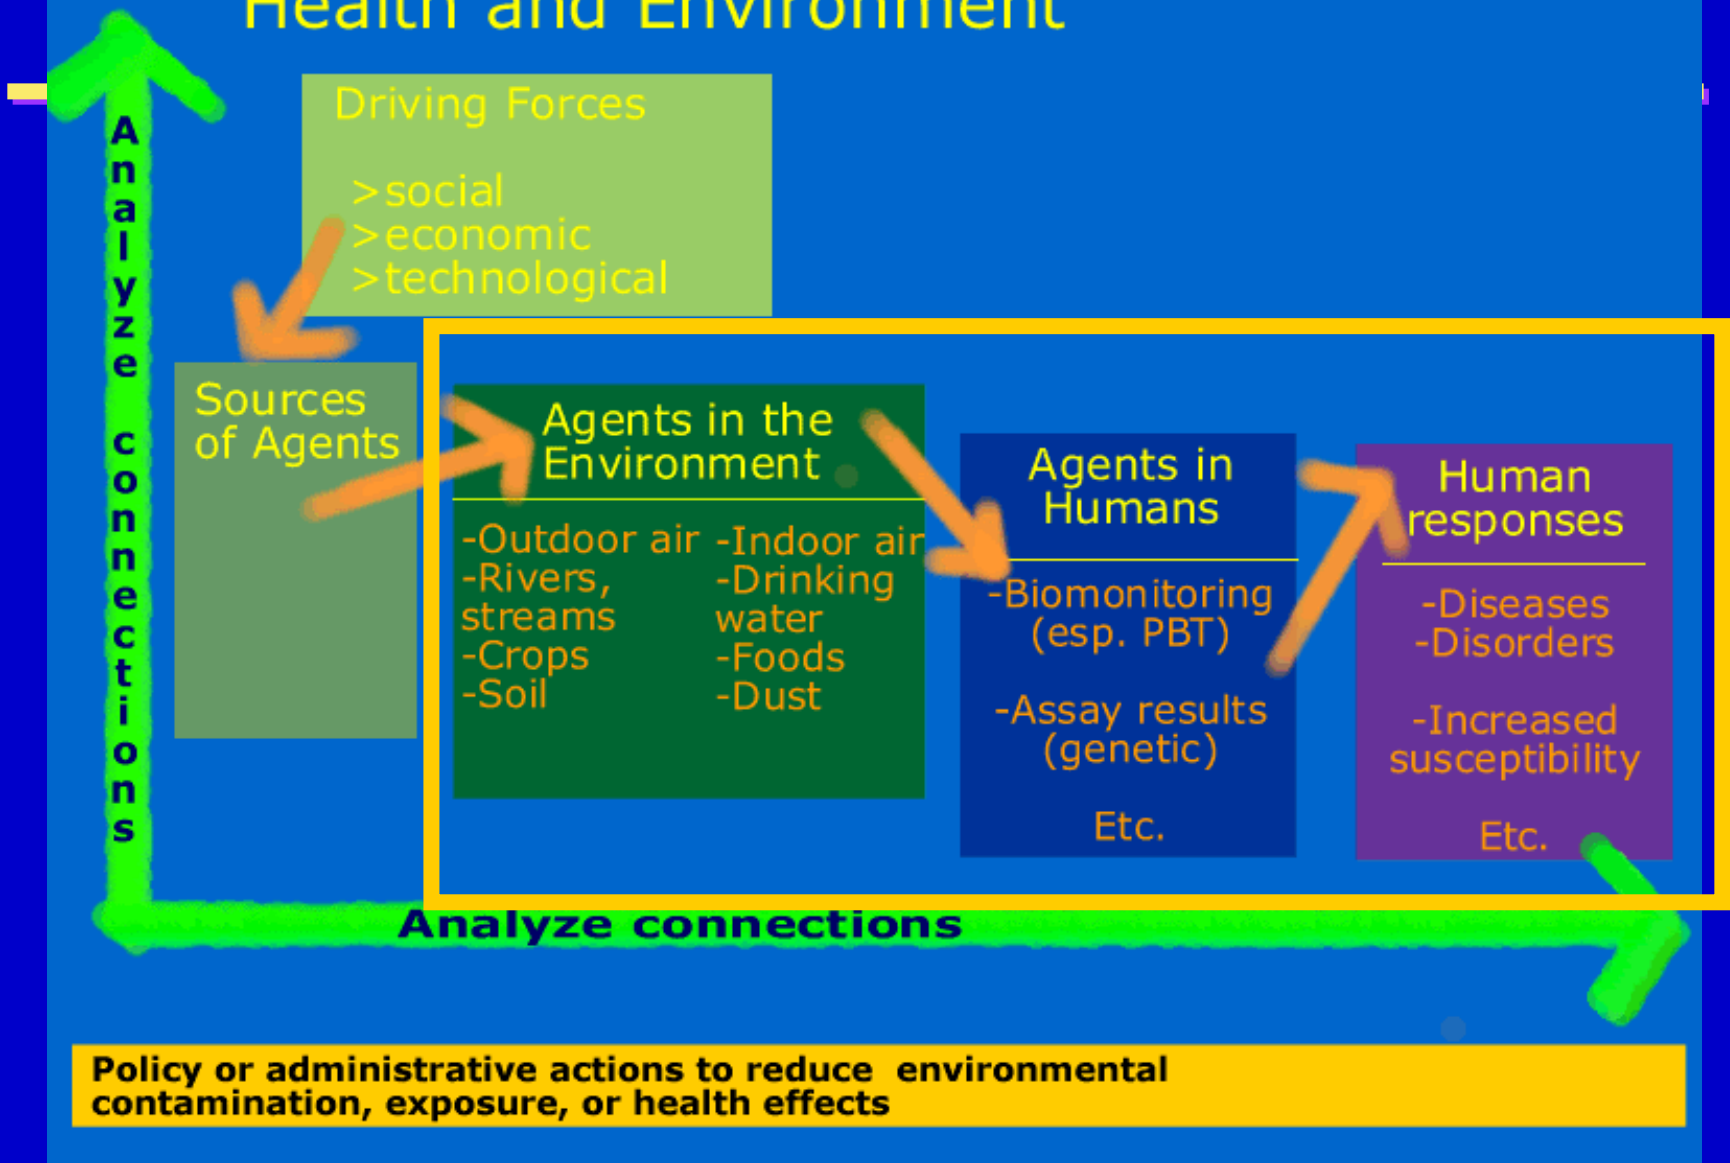 Health and Environment
Analyze connections
Driving Forces
>social
>economic
>technological
Sources
of Agents
Agents in the
Environment
-Outdoor air
-Rivers,
streams
-Crops
-Soil
-Indoor air
-Drinking
water
-Foods
-Dust
Agents in
Humans
-Biomonitoring
(esp. PBT)
-Assay results
(genetic)
Etc.
Human
responses
-Diseases
-Disorders
-Increased
susceptibility
Etc.
Analyze connections
Policy or administrative actions to reduce  environmental
contamination, exposure, or health effects